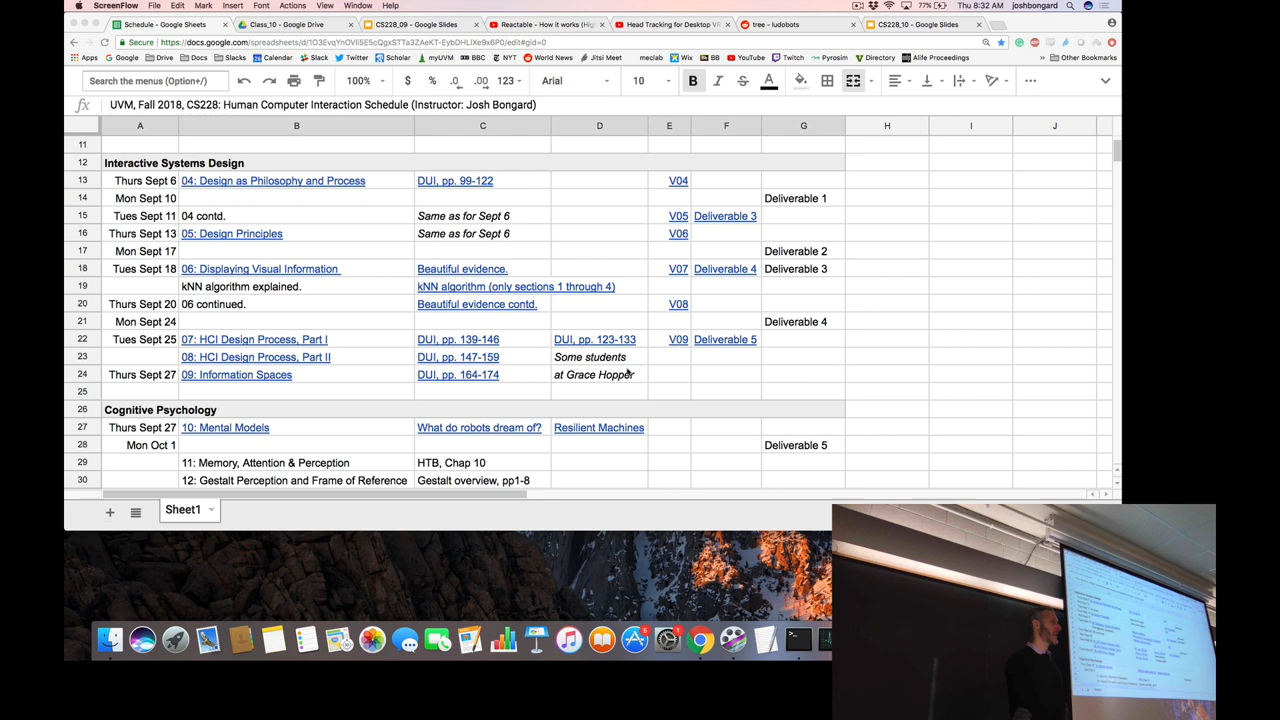 ScreenFlow File Edit Mark Insert Font Actions View Window Help 77% Thu 8:32 AM joshbongard
Schedule - Google Sheets Class_10 - Google Drive CS228_09 - Google Slides Reactable - How it works (Hig Head Tracking for Desktop VR tree - ludobots CS228_10 - Google Slides
Secure https://docs.google.com/spreadsheets/d/1O3EvqYnOVIi5E5cQgxSTTa3ZAeKT-EybDHLIXe9x6P0/edit#gid=0
Apps Google Drive Docs Slacks Calendar Slack Twitter Scholar myUVM BBC NYT World News Jitsi Meet meclab Wix BB YouTube Twitch Proxmy Directory Alife Proceedings Other Bookmarks
Search the menus (Option+/) 100% $ % .0 .00 123 Arial 10 B I S A
fx UVM, Fall 2018, CS228: Human Computer Interaction Schedule (Instructor: Josh Bongard)
A B C D E F G H I J
11
12 Interactive Systems Design
13 Thurs Sept 6 04: Design as Philosophy and Process DUI, pp. 99-122 V04
14 Mon Sept 10 Deliverable 1
15 Tues Sept 11 04 contd. Same as for Sept 6 V05 Deliverable 3
16 Thurs Sept 13 05: Design Principles Same as for Sept 6 V06
17 Mon Sept 17 Deliverable 2
18 Tues Sept 18 06: Displaying Visual Information Beautiful evidence. V07 Deliverable 4 Deliverable 3
19 kNN algorithm explained. kNN algorithm (only sections 1 through 4)
20 Thurs Sept 20 06 continued. Beautiful evidence contd. V08
21 Mon Sept 24 Deliverable 4
22 Tues Sept 25 07: HCI Design Process, Part I DUI, pp. 139-146 DUI, pp. 123-133 V09 Deliverable 5
23 08: HCI Design Process, Part II DUI, pp. 147-159 Some students
24 Thurs Sept 27 09: Information Spaces DUI, pp. 164-174 at Grace Hopper
25
26 Cognitive Psychology
27 Thurs Sept 27 10: Mental Models What do robots dream of? Resilient Machines
28 Mon Oct 1 Deliverable 5
29 11: Memory, Attention & Perception HTB, Chap 10
30 12: Gestalt Perception and Frame of Reference Gestalt overview, pp1-8
Sheet1